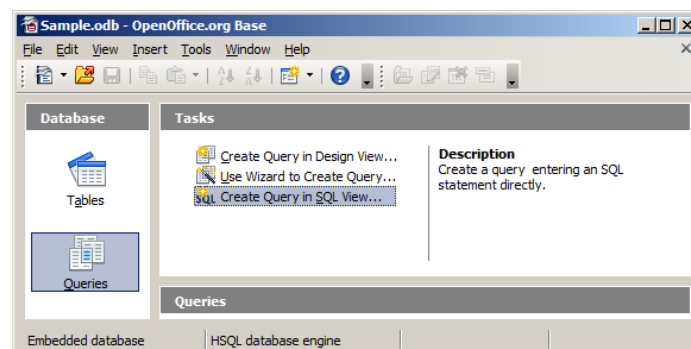 Sample.odb - OpenOffice.org Base
File Edit View Insert Tools Window Help
Database
Tasks
Tables
Queries
Create Query in Design View...
Use Wizard to Create Query...
SQL Create Query in SQL View...
Description
Create a query entering an SQL
statement directly.
Queries
Embedded database HSQL database engine